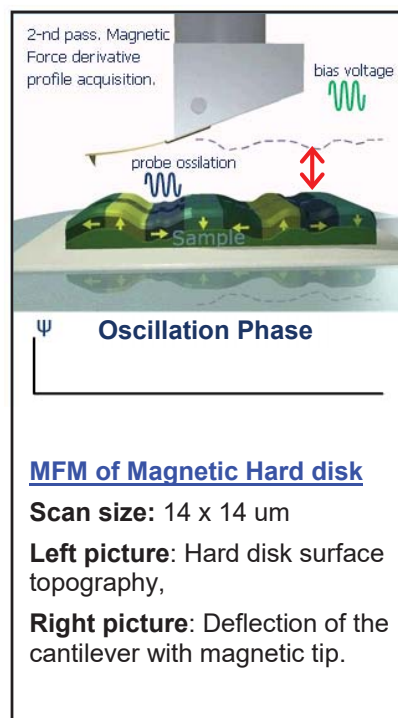 2-nd pass. Magnetic
Force derivative
profile acquisition.
bias voltage
probe ossilation
Sample
Ψ
Oscillation Phase
MFM of Magnetic Hard disk
Scan size: 14 x 14 um
Left picture: Hard disk surface
topography,
Right picture: Deflection of the
cantilever with magnetic tip.